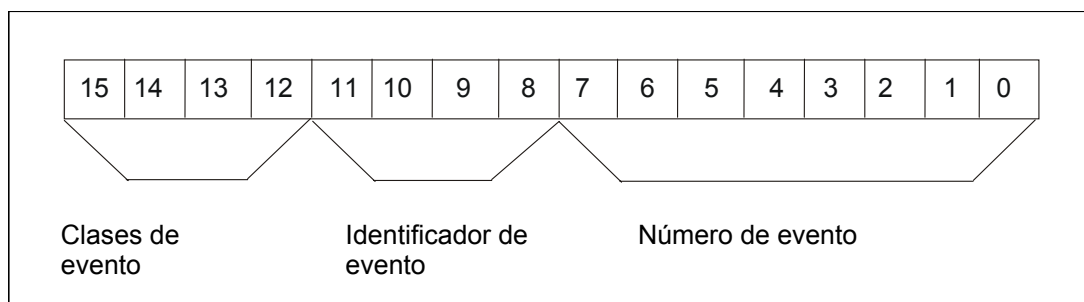 15 14 13 12 11 10 9 8 7 6 5 4 3 2 1 0
Clases de
evento
Identificador de
evento
Número de evento